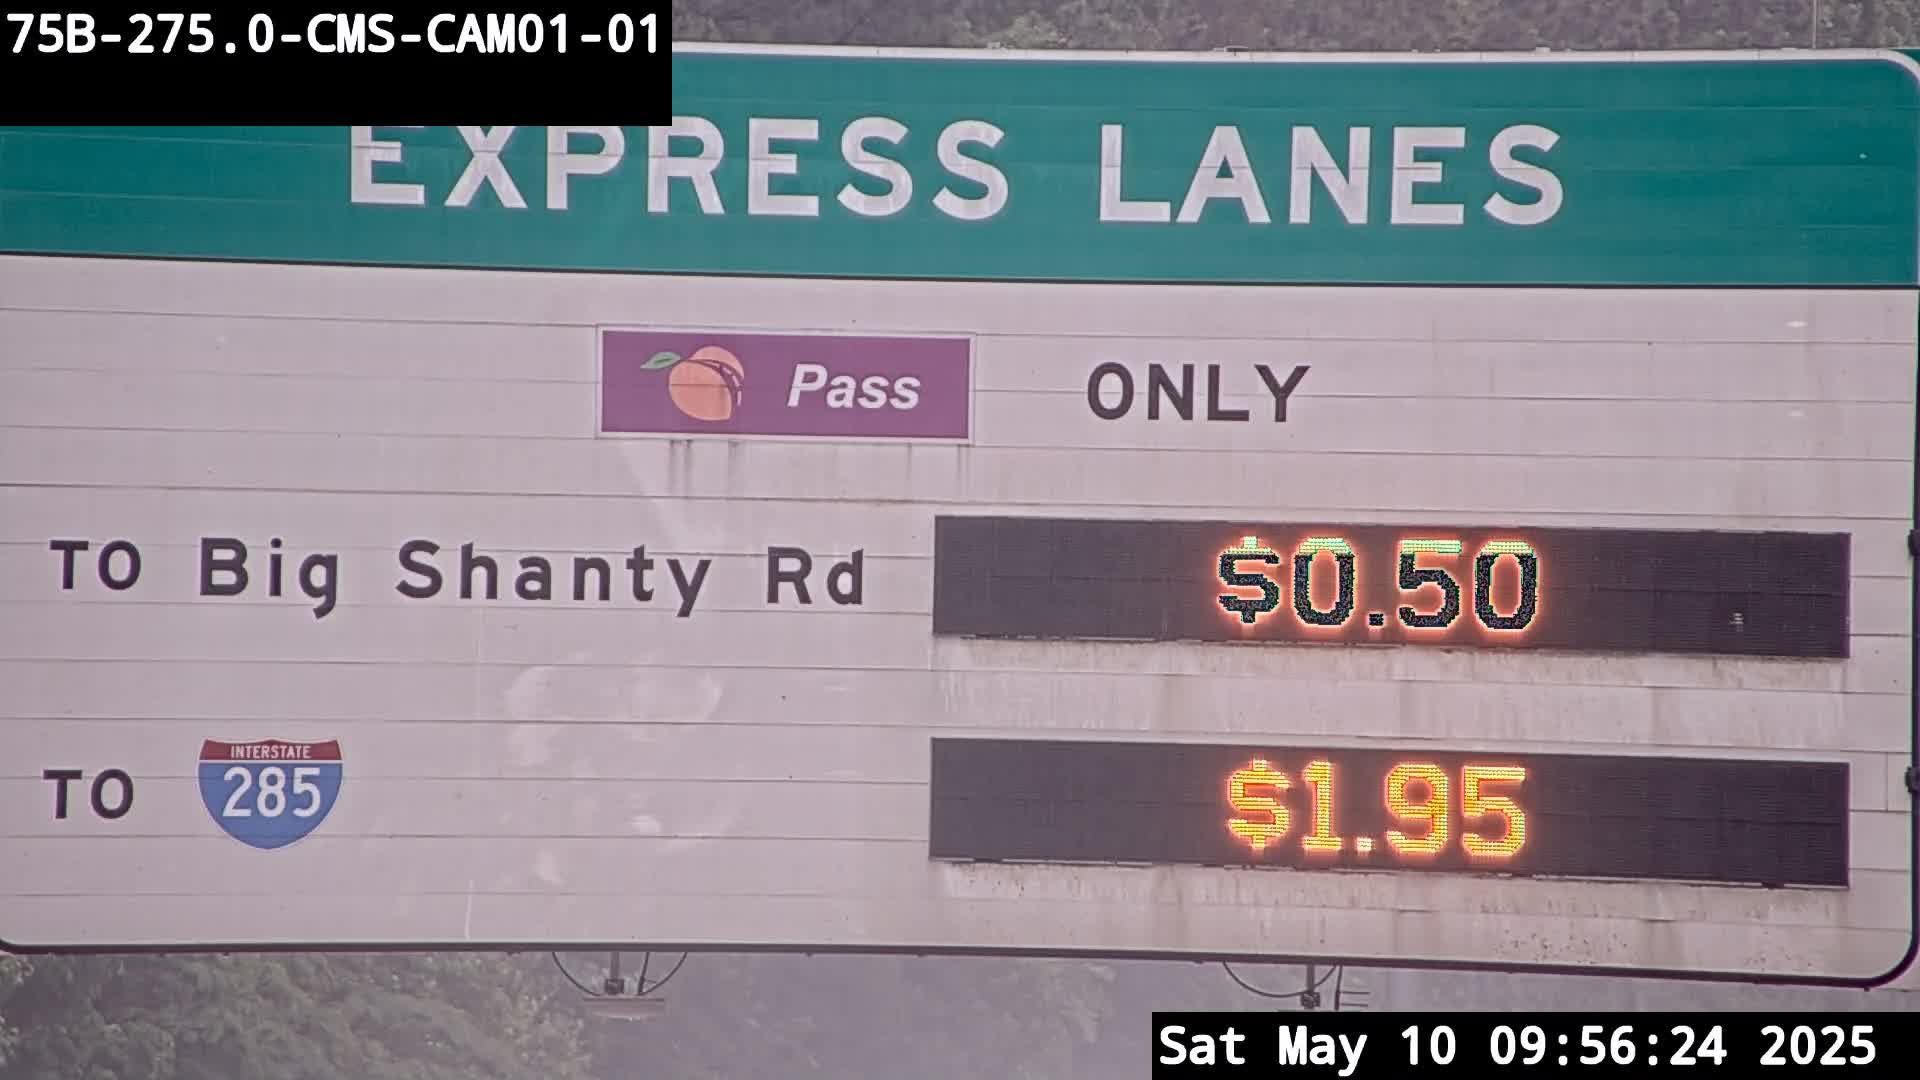 75B-275.0-CMS-CAM01-01
EXPRESS LANES
Pass ONLY
TO Big Shanty Rd $0.50
INTERSTATE
TO 285 $1.95
Sat May 10 09:56:24 2025